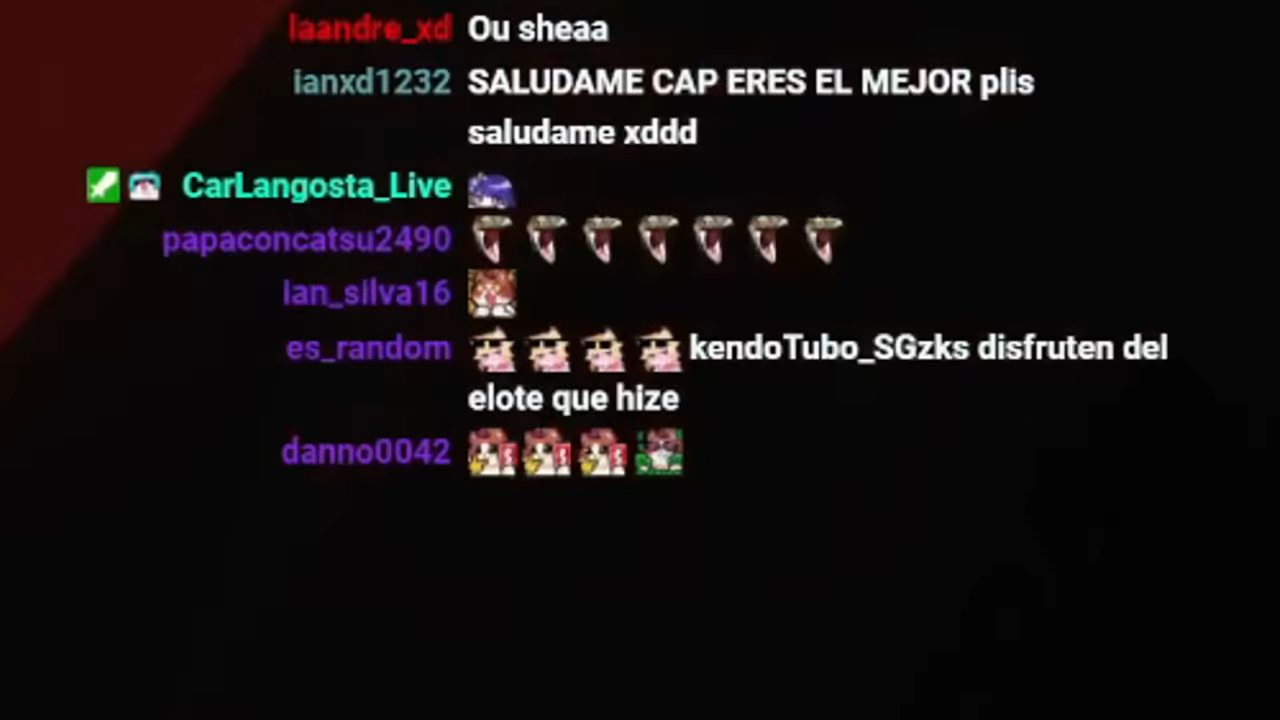 laandre_xd Ou sheaa
ianxd1232 SALUDAME CAP ERES EL MEJOR plis
saludame xddd
CarLangosta_Live
papaconcatsu2490
Ian_silva16
es_random kendoTubo_SGzks disfruten del
elote que hize
danno0042